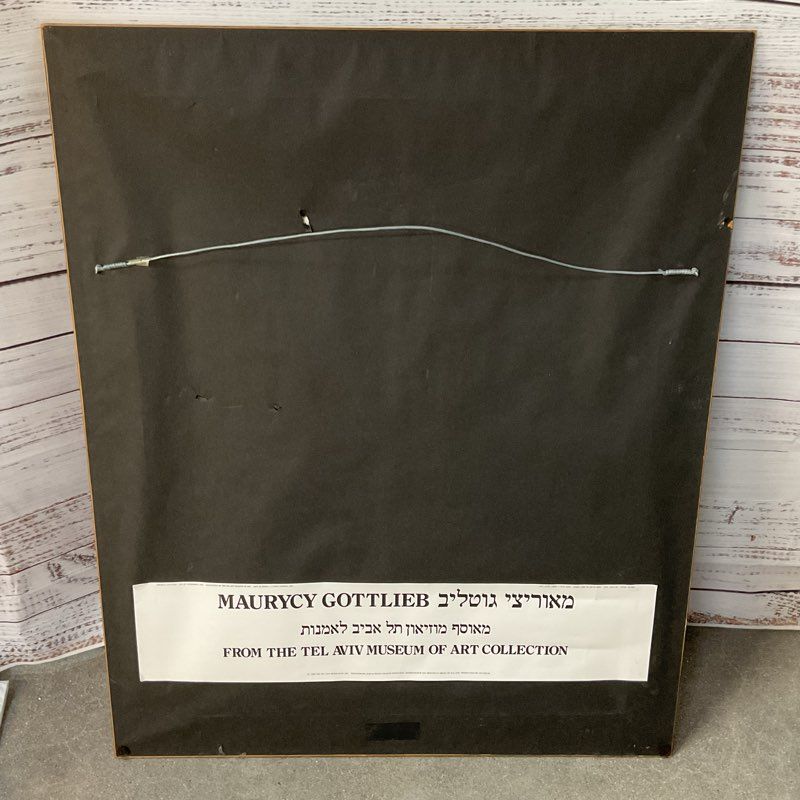 MAURYCY GOTTLIEB מאוריצי גוטליב
מאוסף מוזיאון תל אביב לאמנות
FROM THE TEL AVIV MUSEUM OF ART COLLECTION